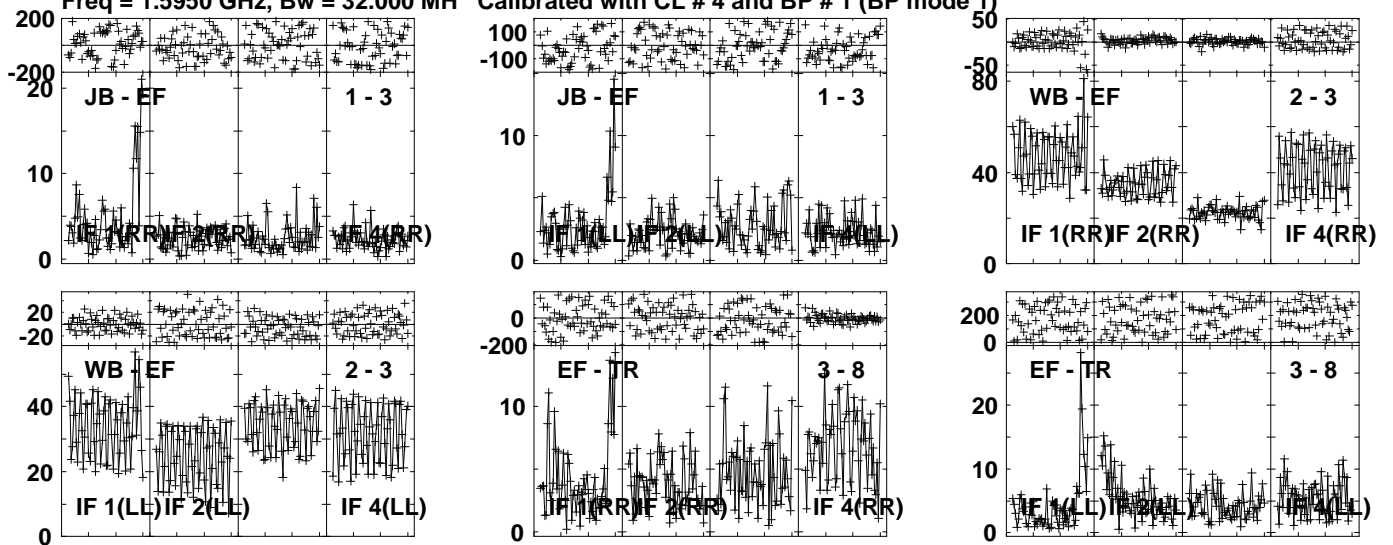 Freq = 1.5950 GHz, Bw = 32.000 MH Calibrated with CL # 4 and BP # 1 (BP mode 1)
200
-200
20
10
0
JB - EF 1 - 3
IF 1(RR) IF 2(RR) IF 4(RR)
100
-100
10
0
JB - EF 1 - 3
IF 1(LL) IF 2(LL) IF 4(LL)
50
-50
80
40
0
WB - EF 2 - 3
IF 1(RR) IF 2(RR) IF 4(RR)
20
-20
40
20
0
WB - EF 2 - 3
IF 1(LL) IF 2(LL) IF 4(LL)
0
-200
10
0
EF - TR 3 - 8
IF 1(RR) IF 2(RR) IF 4(RR)
200
0
20
10
0
EF - TR 3 - 8
IF 1(LL) IF 2(LL) IF 4(LL)